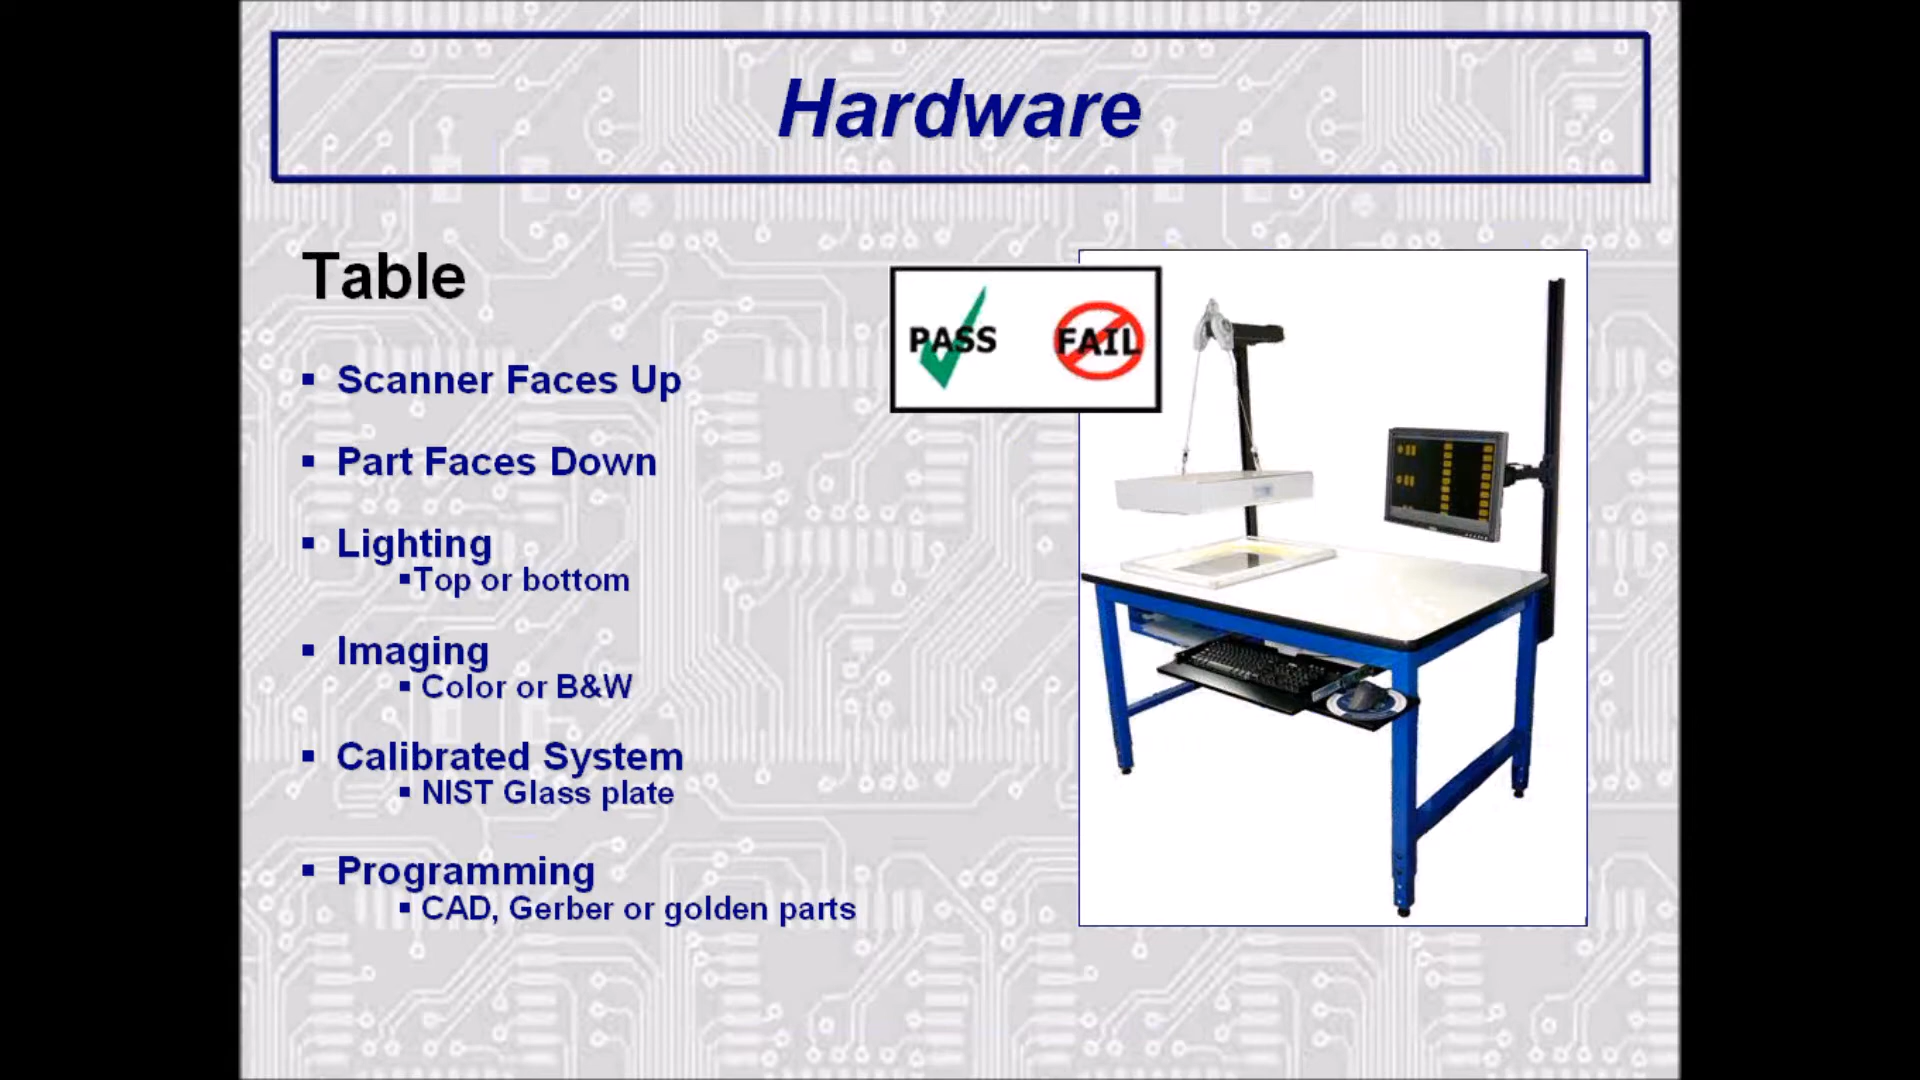 Hardware
Table
PASS FAIL
▪ Scanner Faces Up
▪ Part Faces Down
▪ Lighting
▪Top or bottom
▪ Imaging
▪ Color or B&W
▪ Calibrated System
▪ NIST Glass plate
▪ Programming
▪ CAD, Gerber or golden parts